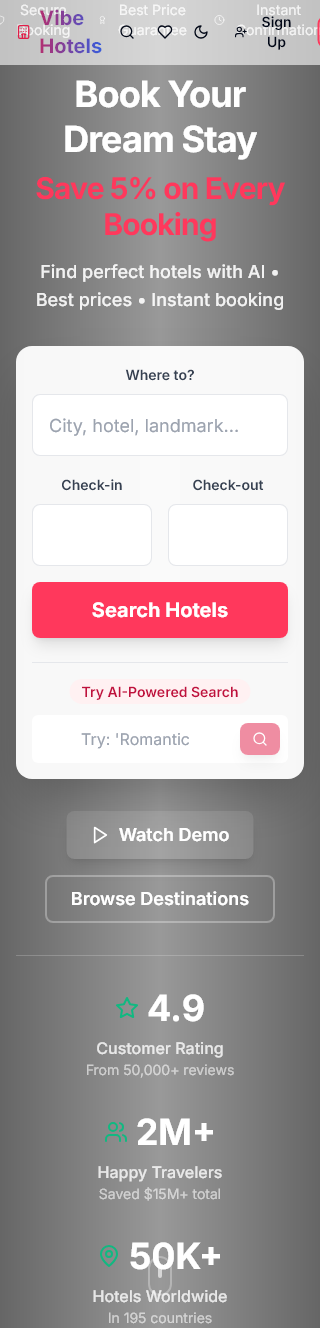 Secure
Booking
Best Price
Guarantee
Instant
Confirmation
Vibe
Hotels
Sign
Up
Book Your
Dream Stay
Save 5% on Every
Booking
Find perfect hotels with AI •
Best prices • Instant booking
Where to?
City, hotel, landmark...
Check-in
Check-out
Search Hotels
Try AI-Powered Search
Try: 'Romantic
Watch Demo
Browse Destinations
4.9
Customer Rating
From 50,000+ reviews
2M+
Happy Travelers
Saved $15M+ total
50K+
Hotels Worldwide
In 195 countries